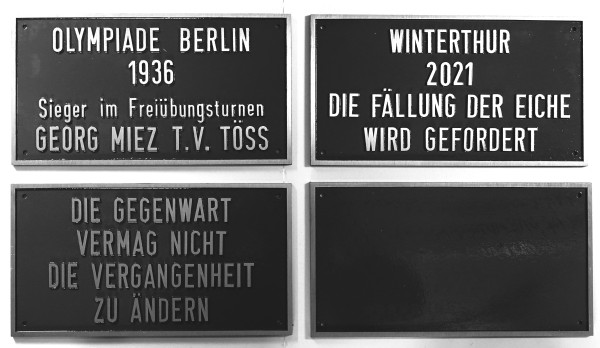 OLYMPIADE BERLIN
1936
Sieger im Freiübungsturnen
GEORG MIEZ T.V. TÖSS
WINTERTHUR
2021
DIE FÄLLUNG DER EICHE
WIRD GEFORDERT
DIE GEGENWART
VERMAG NICHT
DIE VERGANGENHEIT
ZU ÄNDERN